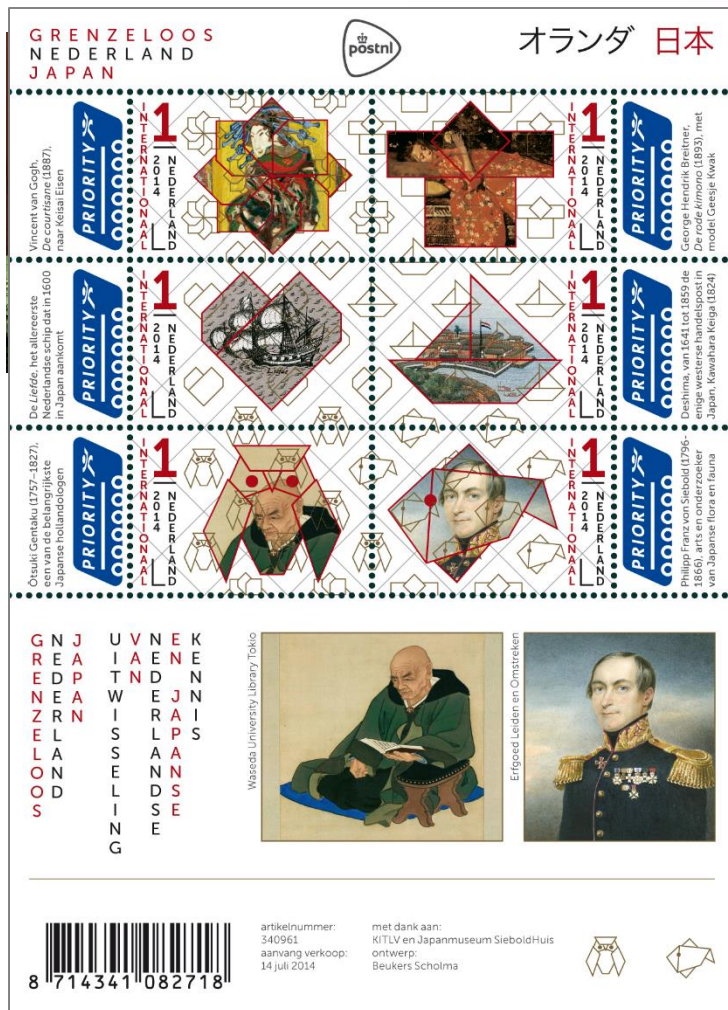 GRENZELOOS
NEDERLAND
JAPAN
postnl
オランダ 日本
Vincent van Gogh,
De courtisane (1887),
naar Keisai Eisen
PRIORITY
INTERNATIONAAL
1
2014
NEDERLAND
INTERNATIONAAL
1
2014
NEDERLAND
PRIORITY
George Hendrik Breitner,
De rode kimono (1893), met
model Geesje Kwak
De Liefde, het allereerste
Nederlandse schip dat in 1600
in Japan aankomt
PRIORITY
INTERNATIONAAL
1
2014
NEDERLAND
Liefde
INTERNATIONAAL
1
2014
NEDERLAND
PRIORITY
Deshima, van 1641 tot 1859 de
enige westerse handelspost in
Japan, Kawahara Keiga (1824)
Ōtsuki Gentaku (1757-1827),
een van de belangrijkste
Japanse hollandologen
PRIORITY
INTERNATIONAAL
1
2014
NEDERLAND
INTERNATIONAAL
1
2014
NEDERLAND
PRIORITY
Philipp Franz von Siebold (1796-
1866), arts en onderzoeker
van Japanse flora en fauna
GRENZELOOS
NEDERLAND
JAPAN
UITWISSELING
VAN
NEDERLANDSE
EN JAPANSE
KENNIS
Waseda University Library Tokio
Erfgoed Leiden en Omstreken
8 714341 082718
artikelnummer:
340961
aanvang verkoop:
14 juli 2014
met dank aan:
KITLV en Japanmuseum SieboldHuis
ontwerp:
Beukers Scholma